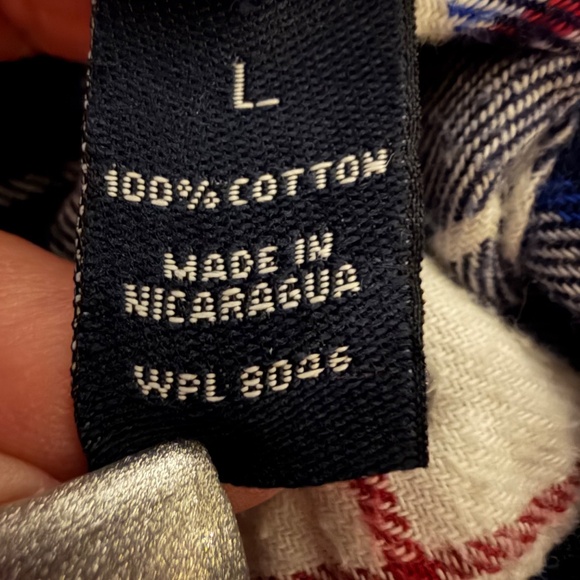 L
100% COTTON
MADE IN
NICARAGUA
WPL 8046